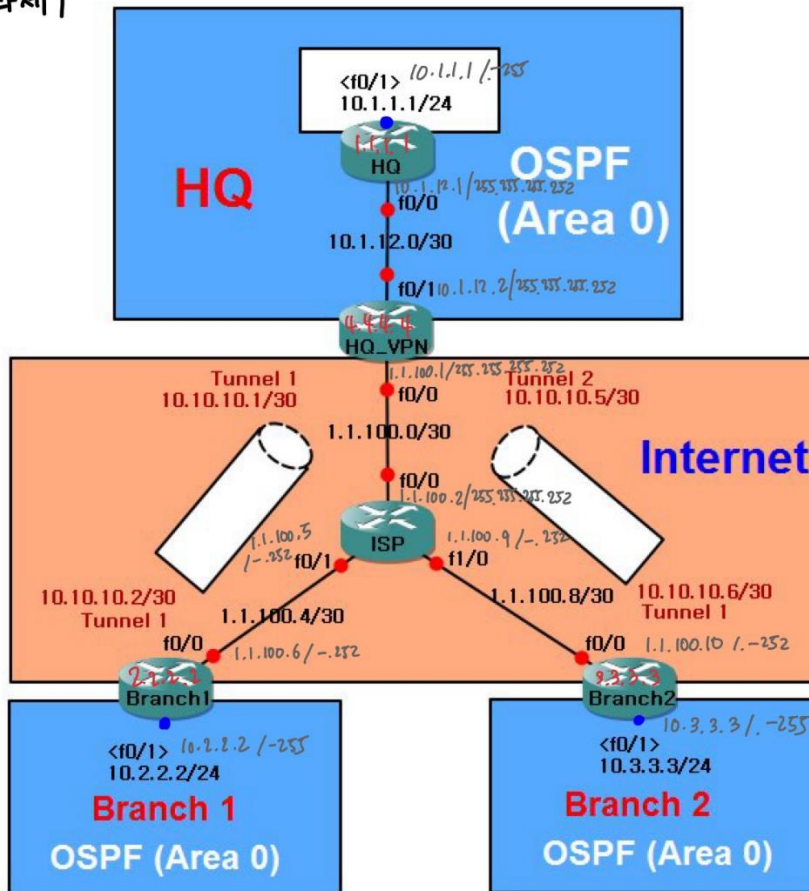 <f0/1> 10.1.1.1/.-255
10.1.1.1/24
1.1.1.1
HQ
HQ
OSPF
(Area 0)
10.1.12.1/255.255.255.252
f0/0
10.1.12.0/30
f0/1 10.1.12.2/255.255.255.252
4.4.4.4
HQ_VPN
1.1.100.1/255.255.255.252
Tunnel 1
10.10.10.1/30
f0/0
Tunnel 2
10.10.10.5/30
1.1.100.0/30
Internet
f0/0
1.1.100.2/255.255.255.252
ISP
1.1.100.5
/-.252
f0/1
1.1.100.9/-.252
f1/0
10.10.10.2/30
Tunnel 1
1.1.100.4/30
f0/0
1.1.100.6/-.252
1.1.100.8/30
10.10.10.6/30
Tunnel 1
f0/0
1.1.100.10/.-252
2.2.2.2
Branch1
3.3.3.3
Branch2
<f0/1> 10.2.2.2/-255
10.2.2.2/24
Branch 1
OSPF (Area 0)
10.3.3.3/.-255
<f0/1>
10.3.3.3/24
Branch 2
OSPF (Area 0)